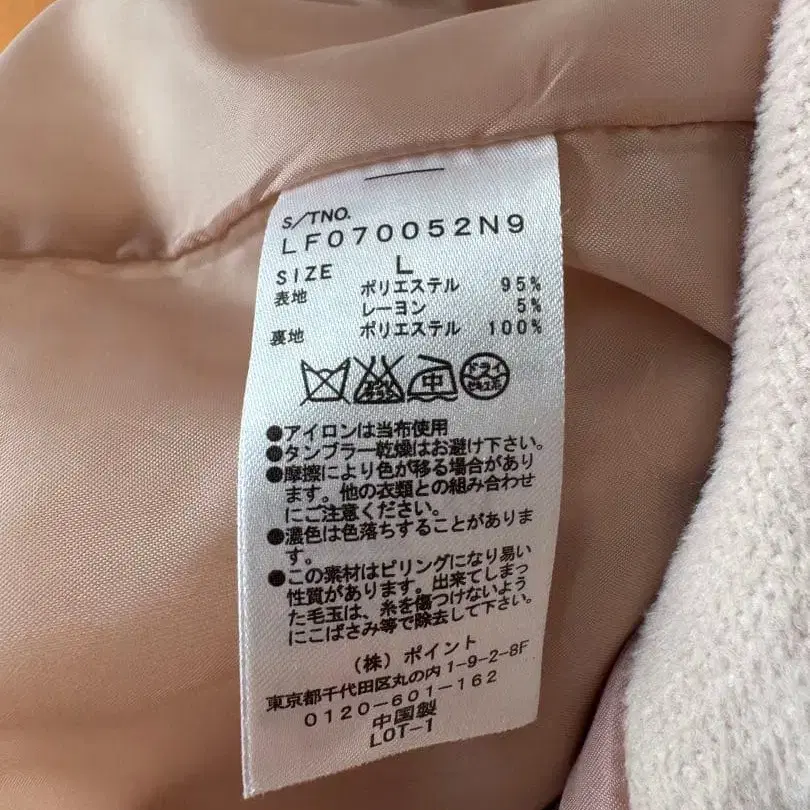 S/TNO.
LF070052N9
SIZE L
表地 ポリエステル 95%
レーヨン 5%
裏地 ポリエステル 100%
中 ドライ
●アイロンは当布使用
●タンブラー乾燥はお避け下さい。
●摩擦により色が移る場合があり
ます。他の衣類との組み合わせ
にご注意ください。
●濃色は色落ちすることがありま
す。
●この素材はピリングになり易い
性質があります。出来てしまっ
た毛玉は、糸を傷つけないよう
にこばさみ等で除去して下さい。
(株) ポイント
東京都千代田区丸の内1-9-2-8F
0120-601-162
中国製
LOT-1